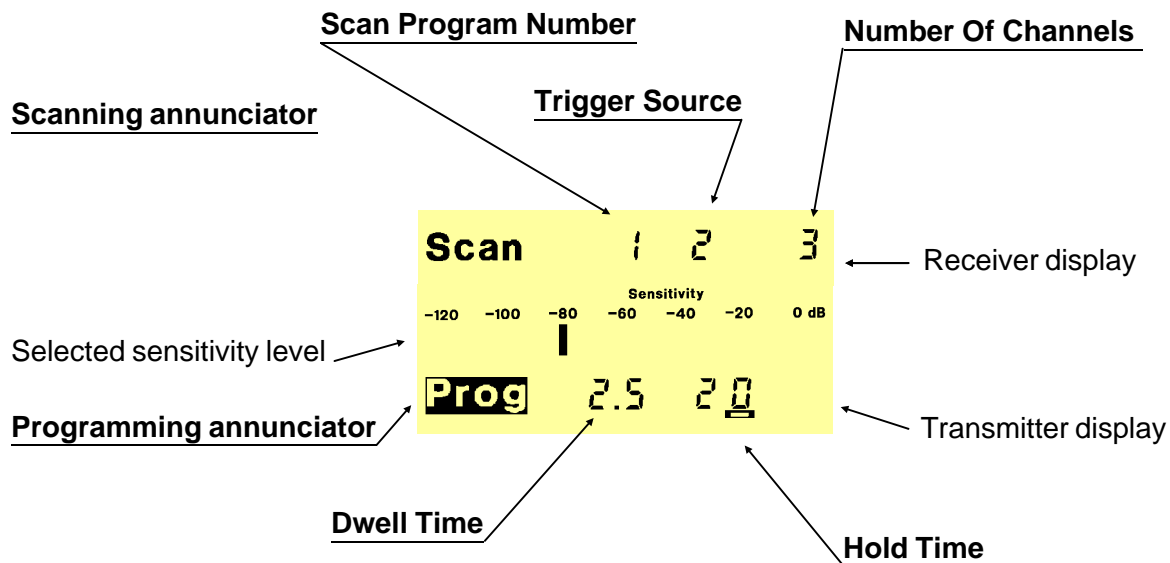 Scan Program Number
Number Of Channels
Trigger Source
Scanning annunciator
Scan 1 2 3
Receiver display
Sensitivity
-120 -100 -80 -60 -40 -20 0 dB
Selected sensitivity level
Prog 2.5 20
Programming annunciator
Transmitter display
Dwell Time
Hold Time